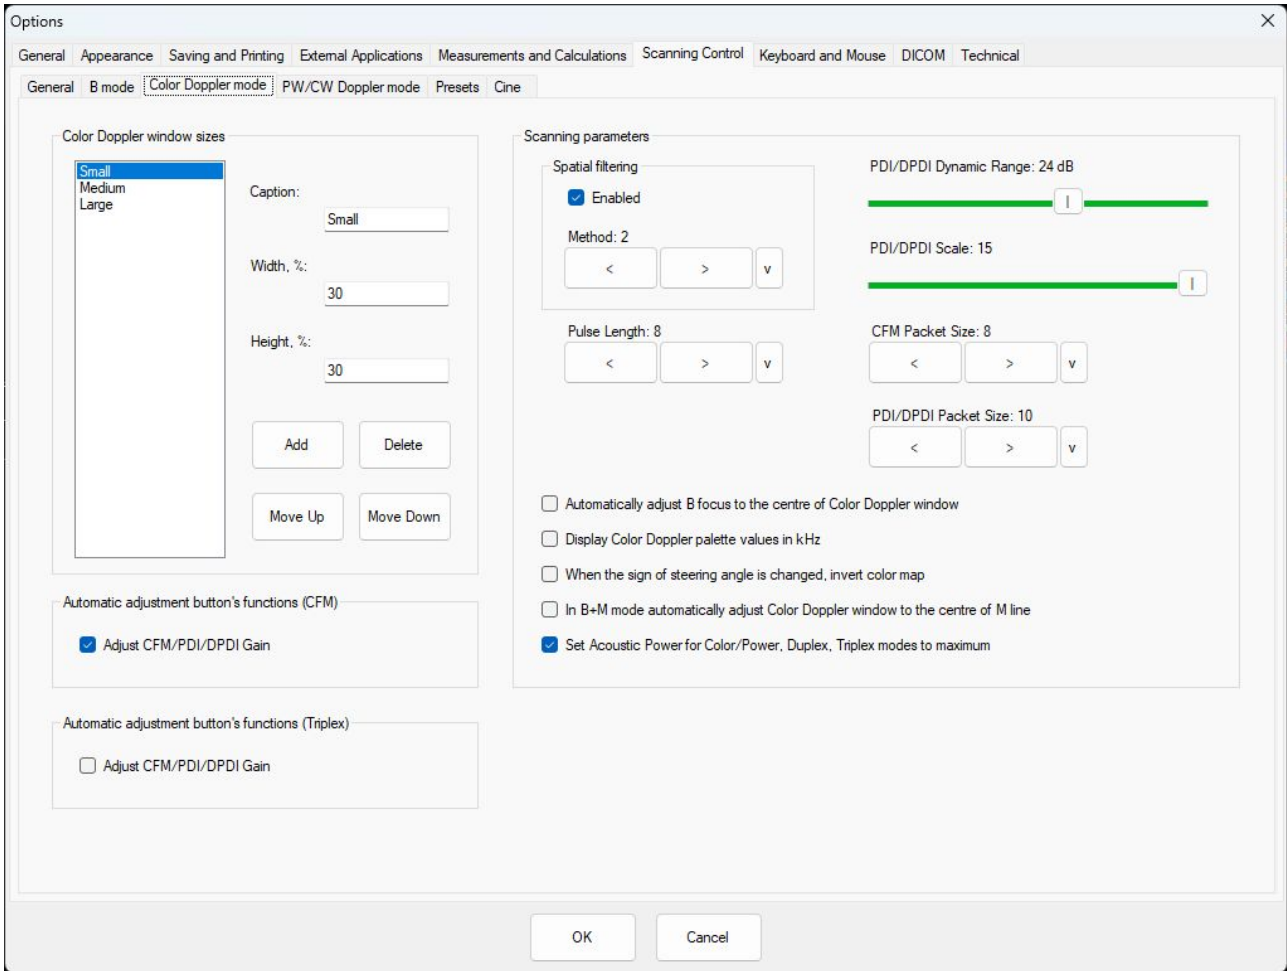 Options
General Appearance Saving and Printing External Applications Measurements and Calculations Scanning Control Keyboard and Mouse DICOM Technical
General B mode Color Doppler mode PW/CW Doppler mode Presets Cine
Color Doppler window sizes
Small
Medium
Large
Caption:
Small
Width, %:
30
Height, %:
30
Add Delete
Move Up Move Down
Automatic adjustment button's functions (CFM)
Adjust CFM/PDI/DPDI Gain
Automatic adjustment button's functions (Triplex)
Adjust CFM/PDI/DPDI Gain
Scanning parameters
Spatial filtering
Enabled
Method: 2
< > v
Pulse Length: 8
< > v
PDI/DPDI Dynamic Range: 24 dB
PDI/DPDI Scale: 15
CFM Packet Size: 8
< > v
PDI/DPDI Packet Size: 10
< > v
Automatically adjust B focus to the centre of Color Doppler window
Display Color Doppler palette values in kHz
When the sign of steering angle is changed, invert color map
In B+M mode automatically adjust Color Doppler window to the centre of M line
Set Acoustic Power for Color/Power, Duplex, Triplex modes to maximum
OK Cancel